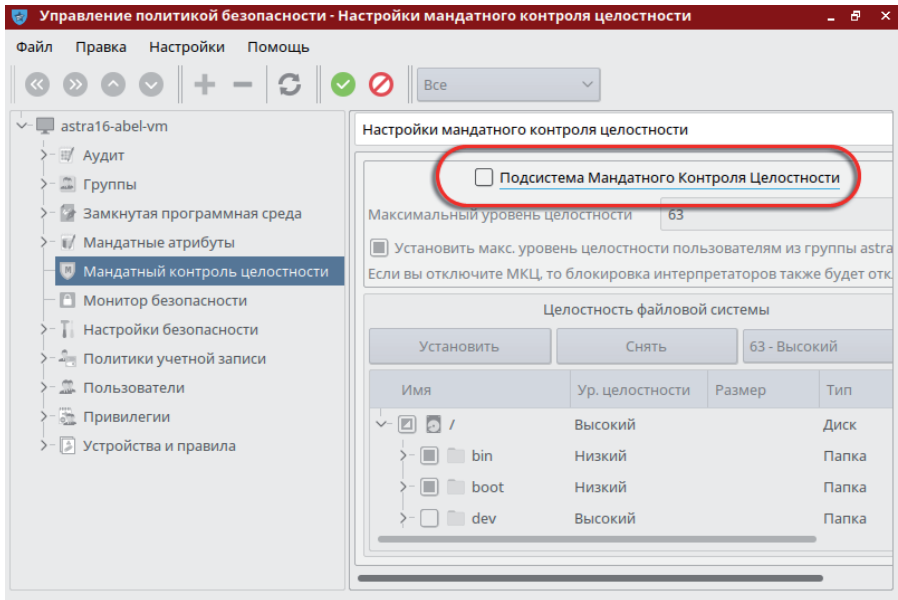 Управление политикой безопасности - Настройки мандатного контроля целостности
Файл Правка Настройки Помощь
Все
astra16-abel-vm
Аудит
Группы
Замкнутая программная среда
Мандатные атрибуты
Мандатный контроль целостности
Монитор безопасности
Настройки безопасности
Политики учетной записи
Пользователи
Привилегии
Устройства и правила
Настройки мандатного контроля целостности
Подсистема Мандатного Контроля Целостности
Максимальный уровень целостности 63
Установить макс. уровень целостности пользователям из группы astra
Если вы отключите МКЦ, то блокировка интерпретаторов также будет отк
Целостность файловой системы
Установить Снять 63 - Высокий
Имя Ур. целостности Размер Тип
/ Высокий Диск
bin Низкий Папка
boot Низкий Папка
dev Высокий Папка